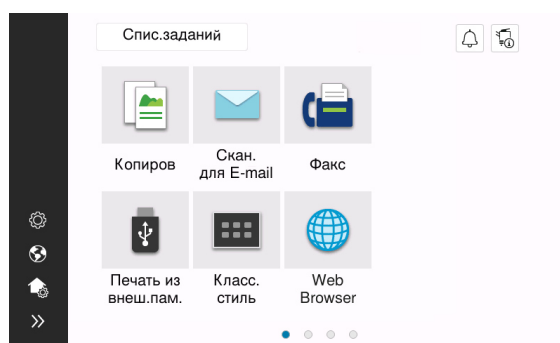 Спис.заданий
Копиров
Скан.
для E-mail
Факс
Печать из
внеш.пам.
Класс.
стиль
Web
Browser